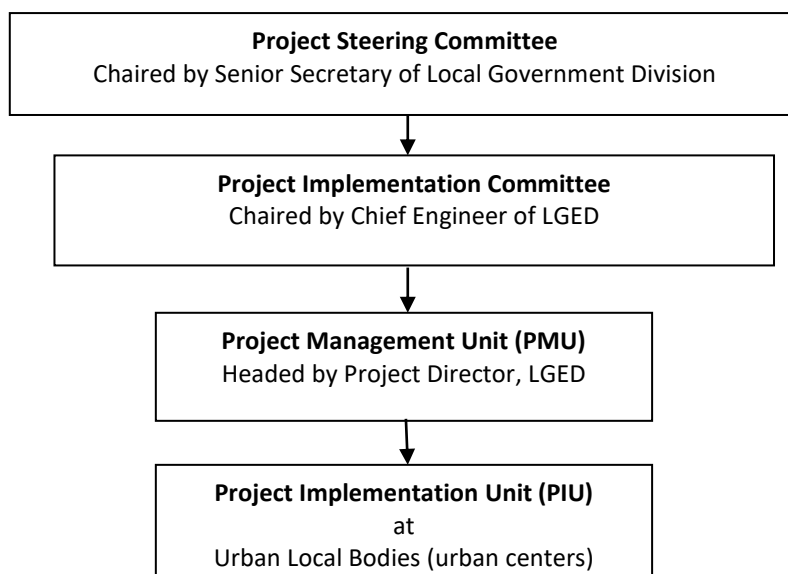 Project Steering Committee
Chaired by Senior Secretary of Local Government Division
Project Implementation Committee
Chaired by Chief Engineer of LGED
Project Management Unit (PMU)
Headed by Project Director, LGED
Project Implementation Unit (PIU)
at
Urban Local Bodies (urban centers)